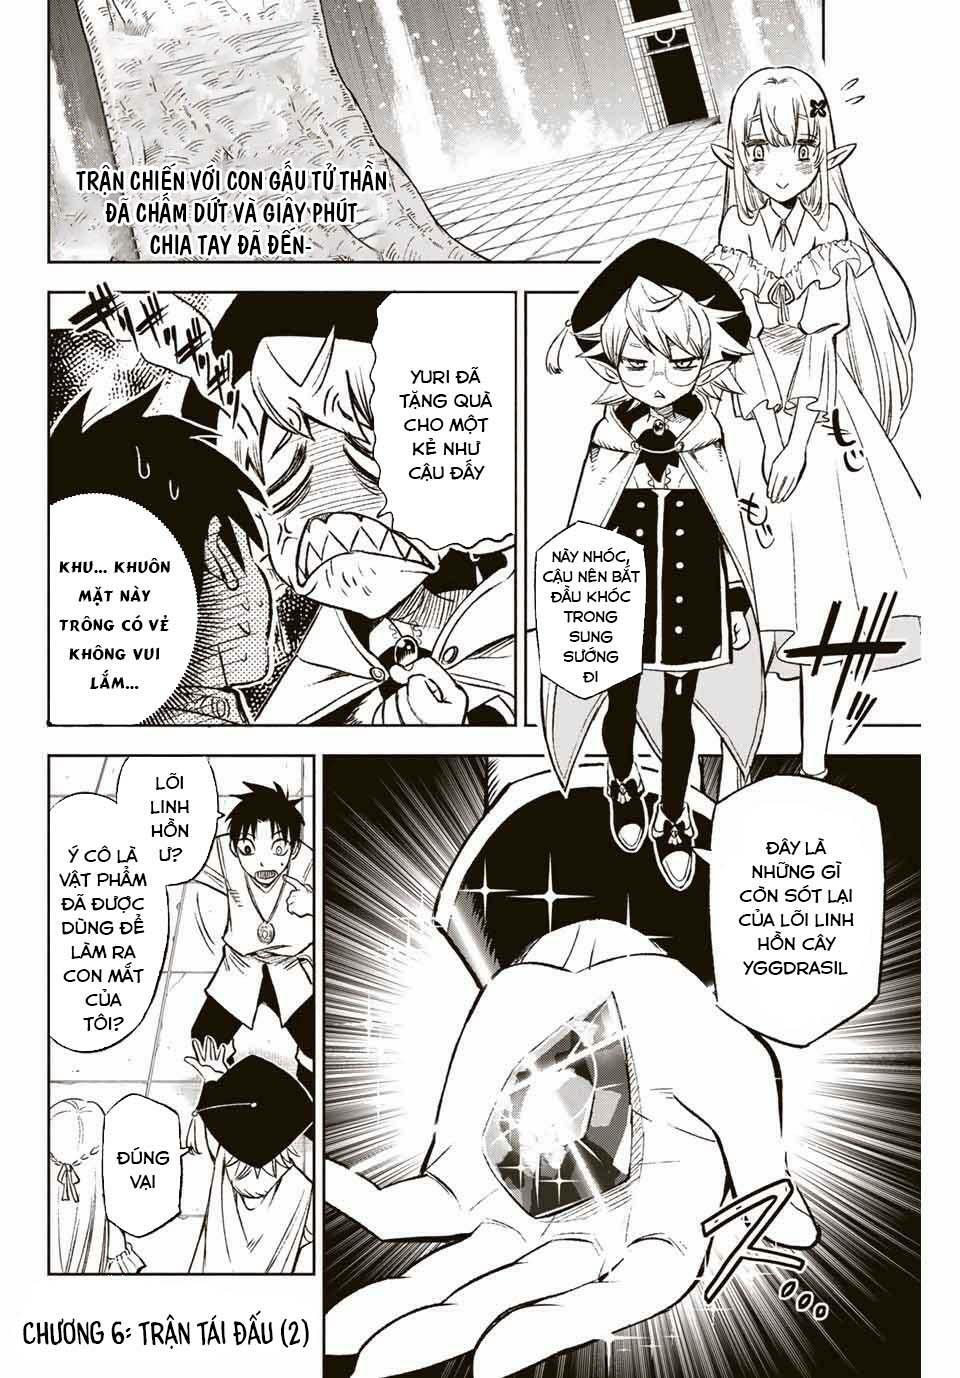 TRẬN CHIẾN VỚI CON GẤU TỬ THẦN
ĐÃ CHẤM DỨT VÀ GIÂY PHÚT
CHIA TAY ĐÃ ĐẾN-
NÀY NHÓC,
CẬU NÊN BẮT
ĐẦU KHÓC
TRONG
SUNG
SƯỚNG
ĐI
YURI ĐÃ
TẶNG QUÀ
CHO MỘT
KẺ NHƯ
CẬU ĐẤY
KHU... KHUÔN
MẶT NÀY
TRÔNG CÓ VẺ
KHÔNG VUI
LẮM...
ĐÂY LÀ
NHỮNG GÌ
CÒN SÓT LẠI
CỦA LÕI LINH
HỒN CÂY
YGGDRASIL
LÕI
LINH
HỒN
Ư?
Ý CÔ LÀ
VẬT PHẨM
ĐÃ ĐƯỢC
DÙNG ĐỂ
LÀM RA
CON MẮT
CỦA
TÔI?
ĐÚNG
VẠI
CHƯƠNG 6: TRẬN TÁI ĐẤU (2)